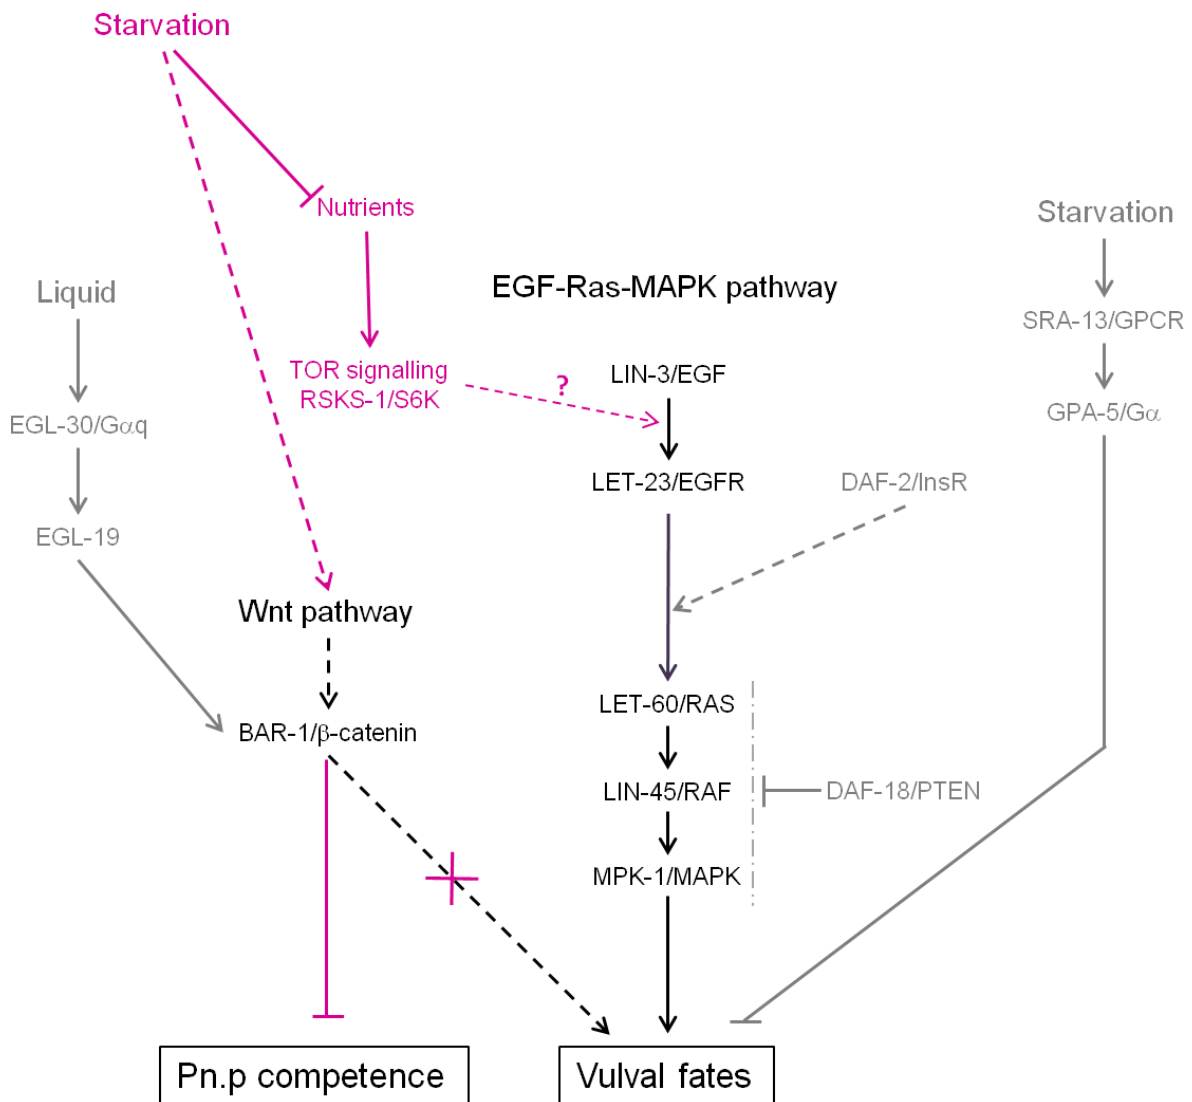 Starvation
Nutrients
Starvation
Liquid
EGF-Ras-MAPK pathway
SRA-13/GPCR
TOR signalling
RSKS-1/S6K
?
LIN-3/EGF
EGL-30/Gαq
GPA-5/Gα
LET-23/EGFR
DAF-2/InsR
EGL-19
Wnt pathway
LET-60/RAS
BAR-1/β-catenin
LIN-45/RAF
DAF-18/PTEN
MPK-1/MAPK
Pn.p competence
Vulval fates